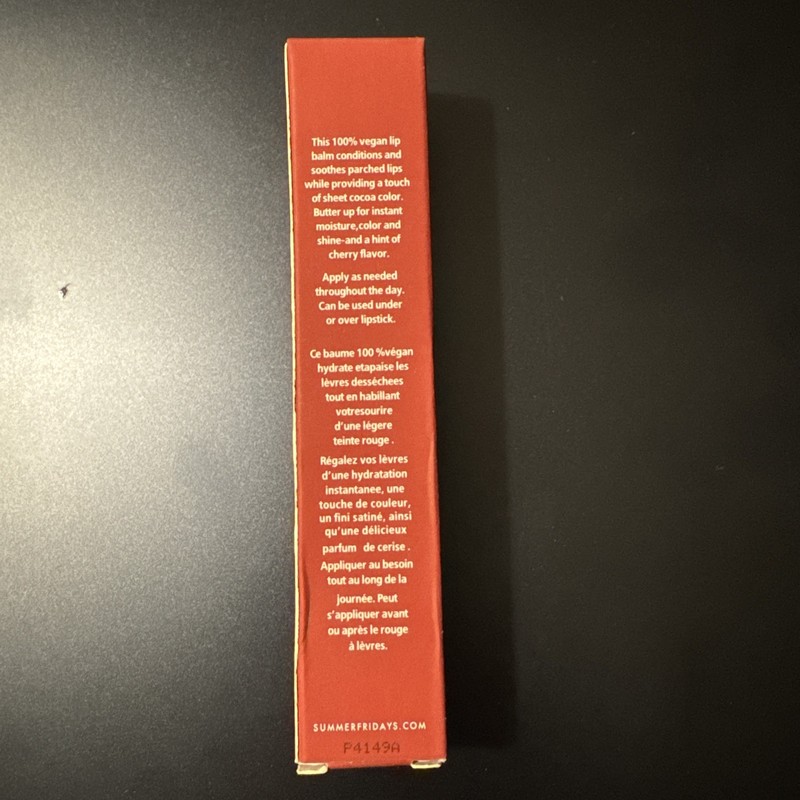 This 100% vegan lip
balm conditions and
soothes parched lips
while providing a touch
of sheet cocoa color.
Butter up for instant
moisture,color and
shine-and a hint of
cherry flavor.
Apply as needed
throughout the day.
Can be used under
or over lipstick.
Ce baume 100 %végan
hydrate etapaise les
lèvres desséchees
tout en habillant
votresourire
d'une légere
teinte rouge .
Régalez vos lèvres
d'une hydratation
instantanee, une
touche de couleur,
un fini satiné, ainsi
qu'une délicieux
parfum de cerise .
Appliquer au besoin
tout au long de la
journée. Peut
s'appliquer avant
ou après le rouge
à lèvres.
SUMMERFRIDAYS.COM
P4149A